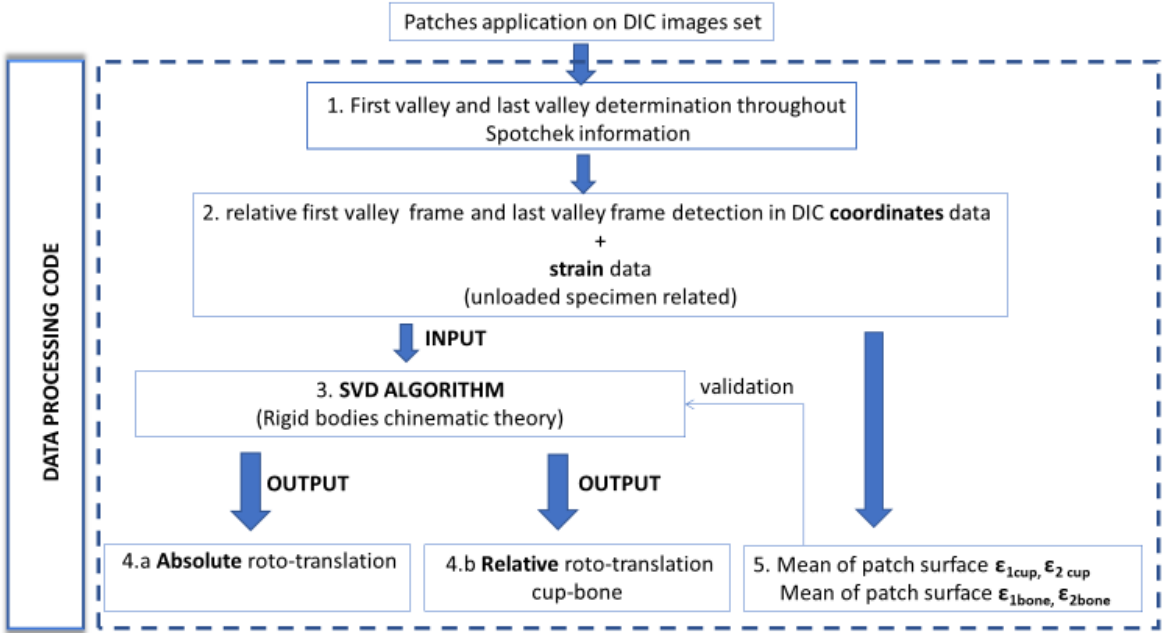 Patches application on DIC images set
DATA PROCESSING CODE
1. First valley and last valley determination throughout
Spotchek information
2. relative first valley frame and last valley frame detection in DIC coordinates data
+
strain data
(unloaded specimen related)
INPUT
3. SVD ALGORITHM
(Rigid bodies chinematic theory)
validation
OUTPUT
OUTPUT
4.a Absolute roto-translation
4.b Relative roto-translation
cup-bone
5. Mean of patch surface ε1cup, ε2 cup
Mean of patch surface ε1bone, ε2bone